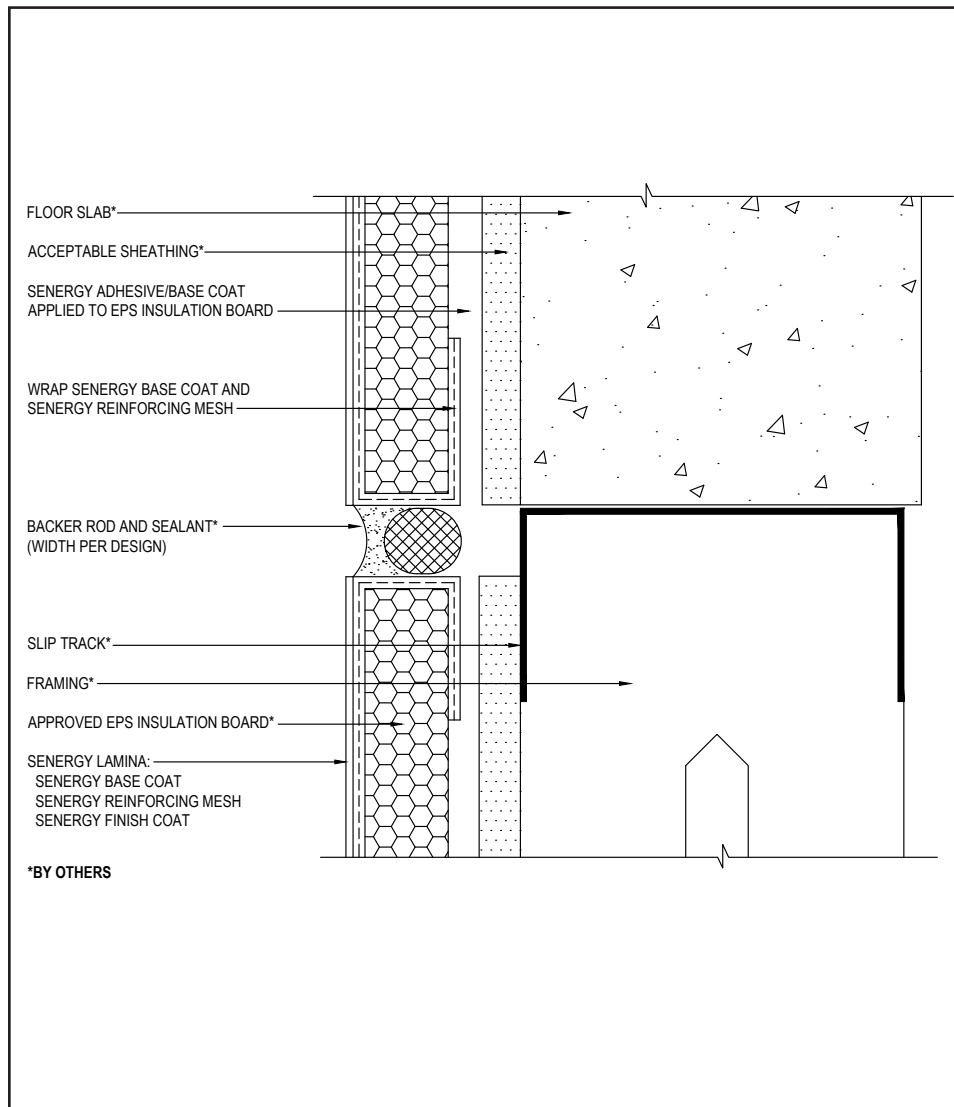 FLOOR SLAB*
ACCEPTABLE SHEATHING*
SENERGY ADHESIVE/BASE COAT
APPLIED TO EPS INSULATION BOARD
WRAP SENERGY BASE COAT AND
SENERGY REINFORCING MESH
BACKER ROD AND SEALANT*
(WIDTH PER DESIGN)
SLIP TRACK*
FRAMING*
APPROVED EPS INSULATION BOARD*
SENERGY LAMINA:
SENERGY BASE COAT
SENERGY REINFORCING MESH
SENERGY FINISH COAT
*BY OTHERS